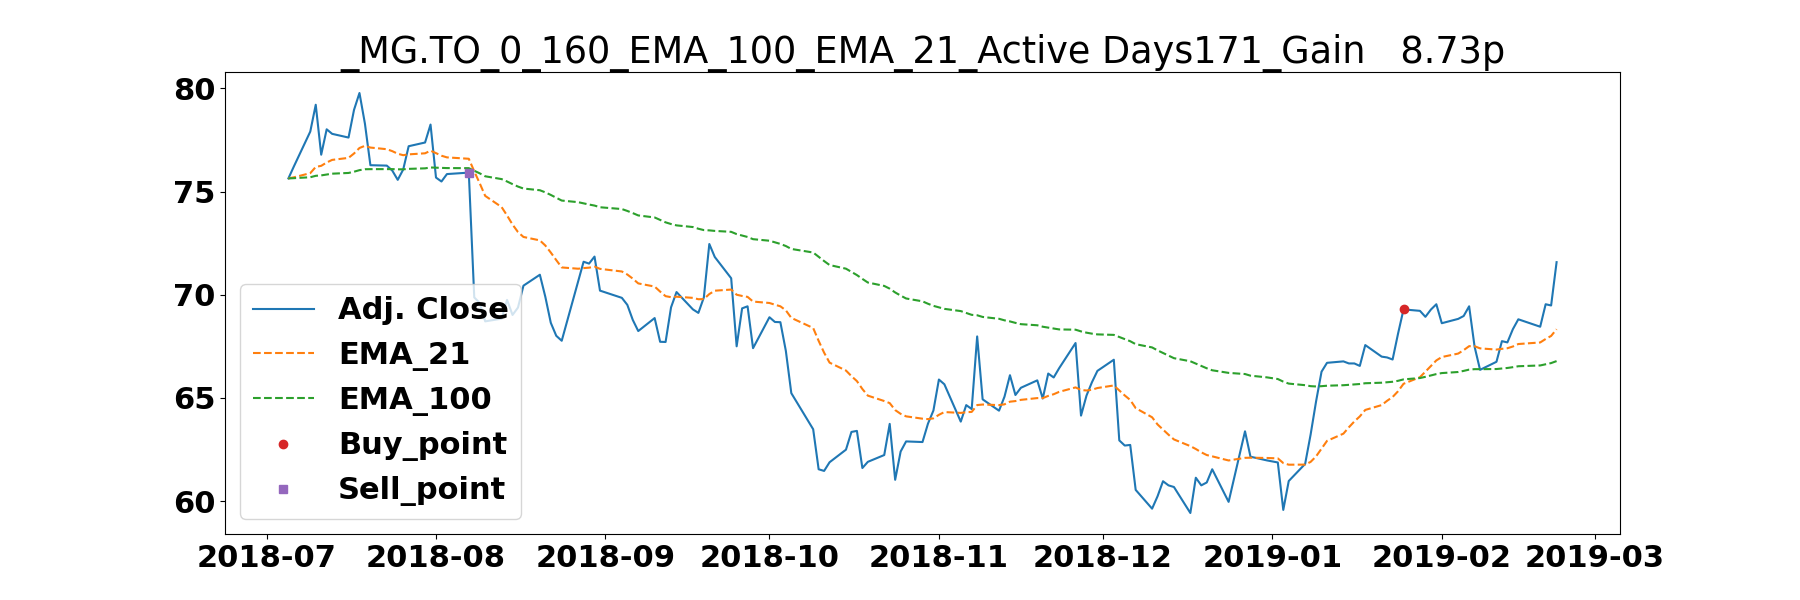 _MG.TO_0_160_EMA_100_EMA_21_Active Days171_Gain   8.73p
80
75
70
65
60
Adj. Close
EMA_21
EMA_100
Buy_point
Sell_point
2018-07 2018-08 2018-09 2018-10 2018-11 2018-12 2019-01 2019-02 2019-03